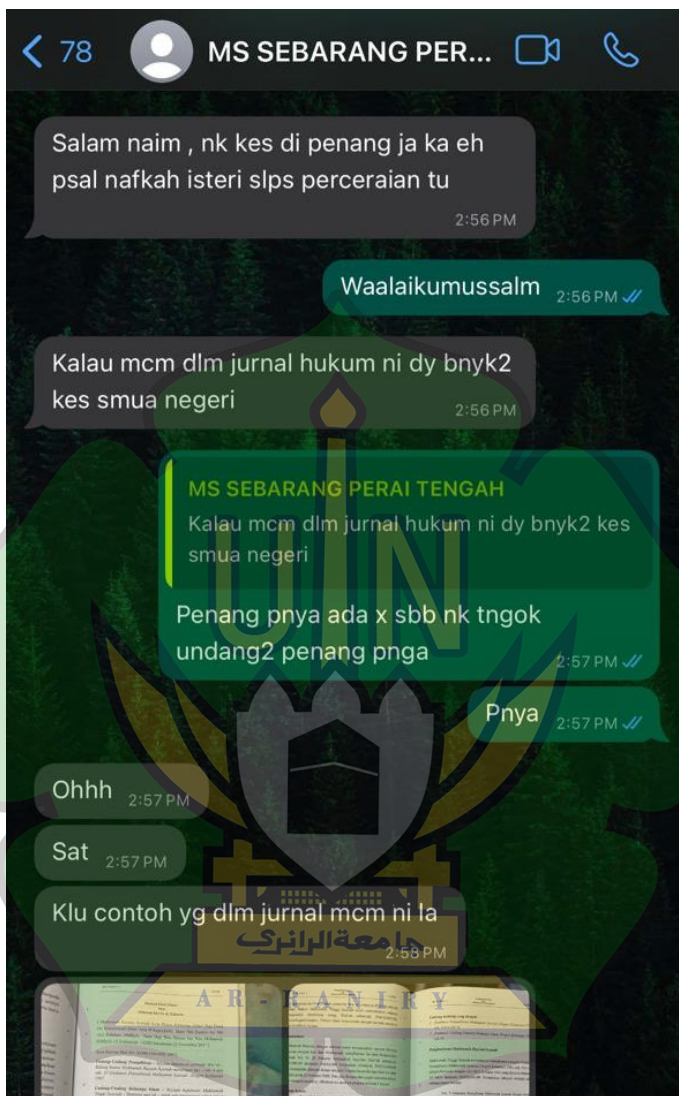 78
MS SEBARANG PER...
Salam naim , nk kes di penang ja ka eh
psal nafkah isteri slps perceraian tu
2:56 PM
Waalaikumussalm 2:56 PM
Kalau mcm dlm jurnal hukum ni dy bnyk2
kes smua negeri
2:56 PM
MS SEBARANG PERAI TENGAH
Kalau mcm dlm jurnal hukum ni dy bnyk2 kes
smua negeri
Penang pnya ada x sbb nk tngok
undang2 penang pnga
2:57 PM
Pnya 2:57 PM
Ohhh 2:57 PM
Sat 2:57 PM
Klu contoh yg dlm jurnal mcm ni la
2:58 PM
UIN
جامعة الرانري
AR-RANIRY